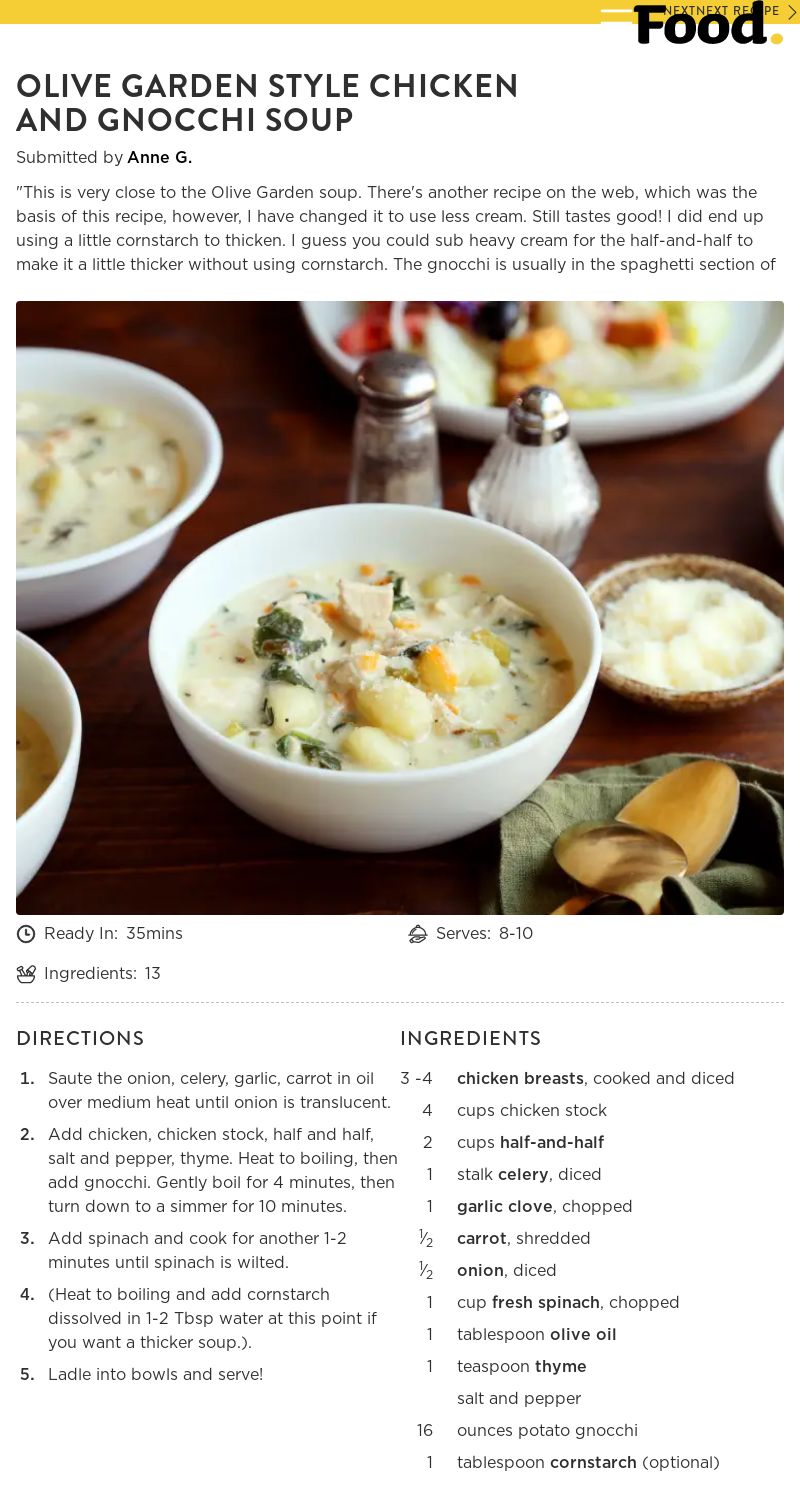 NEXTNEXT RECIPE
Food.
OLIVE GARDEN STYLE CHICKEN
AND GNOCCHI SOUP
Submitted by Anne G.
"This is very close to the Olive Garden soup. There's another recipe on the web, which was the
basis of this recipe, however, I have changed it to use less cream. Still tastes good! I did end up
using a little cornstarch to thicken. I guess you could sub heavy cream for the half-and-half to
make it a little thicker without using cornstarch. The gnocchi is usually in the spaghetti section of
Ready In: 35mins
Serves: 8-10
Ingredients: 13
DIRECTIONS
1. Saute the onion, celery, garlic, carrot in oil
over medium heat until onion is translucent.
2. Add chicken, chicken stock, half and half,
salt and pepper, thyme. Heat to boiling, then
add gnocchi. Gently boil for 4 minutes, then
turn down to a simmer for 10 minutes.
3. Add spinach and cook for another 1-2
minutes until spinach is wilted.
4. (Heat to boiling and add cornstarch
dissolved in 1-2 Tbsp water at this point if
you want a thicker soup.).
5. Ladle into bowls and serve!
INGREDIENTS
3 -4 chicken breasts, cooked and diced
4 cups chicken stock
2 cups half-and-half
1 stalk celery, diced
1 garlic clove, chopped
1⁄2 carrot, shredded
1⁄2 onion, diced
1 cup fresh spinach, chopped
1 tablespoon olive oil
1 teaspoon thyme
salt and pepper
16 ounces potato gnocchi
1 tablespoon cornstarch (optional)